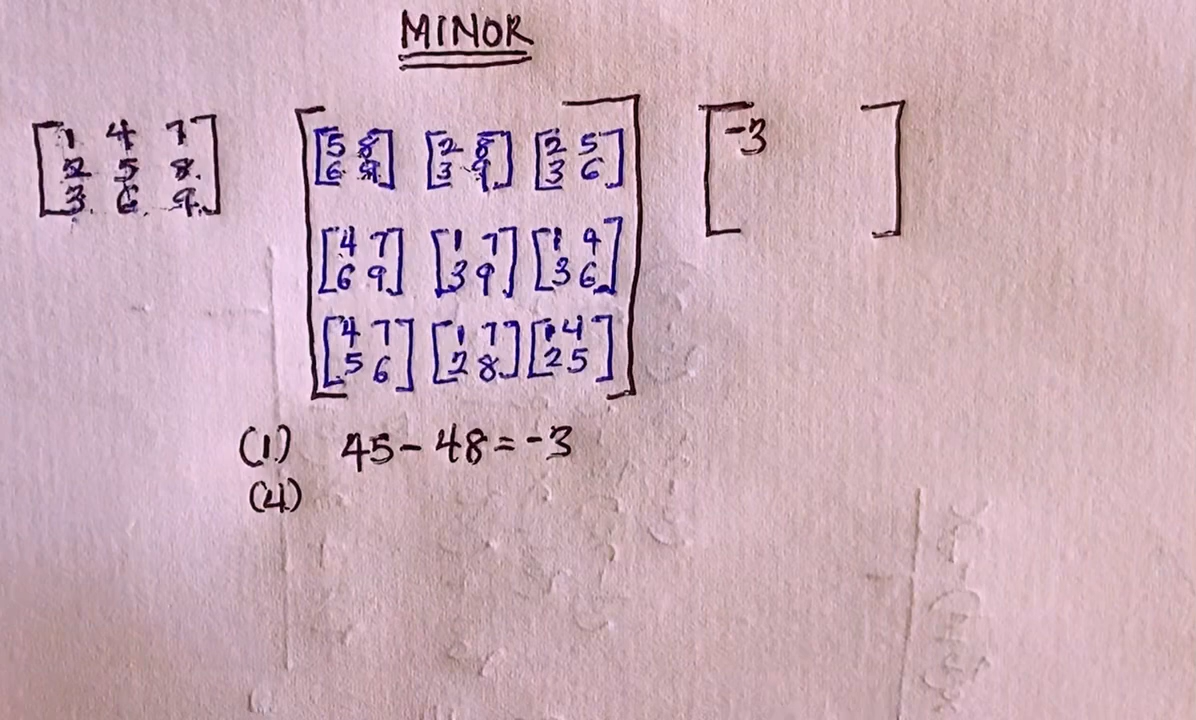 MINOR
1 4 7 [5 8] [2 8] [2 5] -3
2 5 8 [6 9] [3 9] [3 6]
3 6 9 [4 7] [1 7] [1 4]
[6 9] [3 9] [3 6]
[4 7] [1 7] [1 4]
[5 6] [2 8] [2 5]
(1) 45 - 48 = -3
(4)